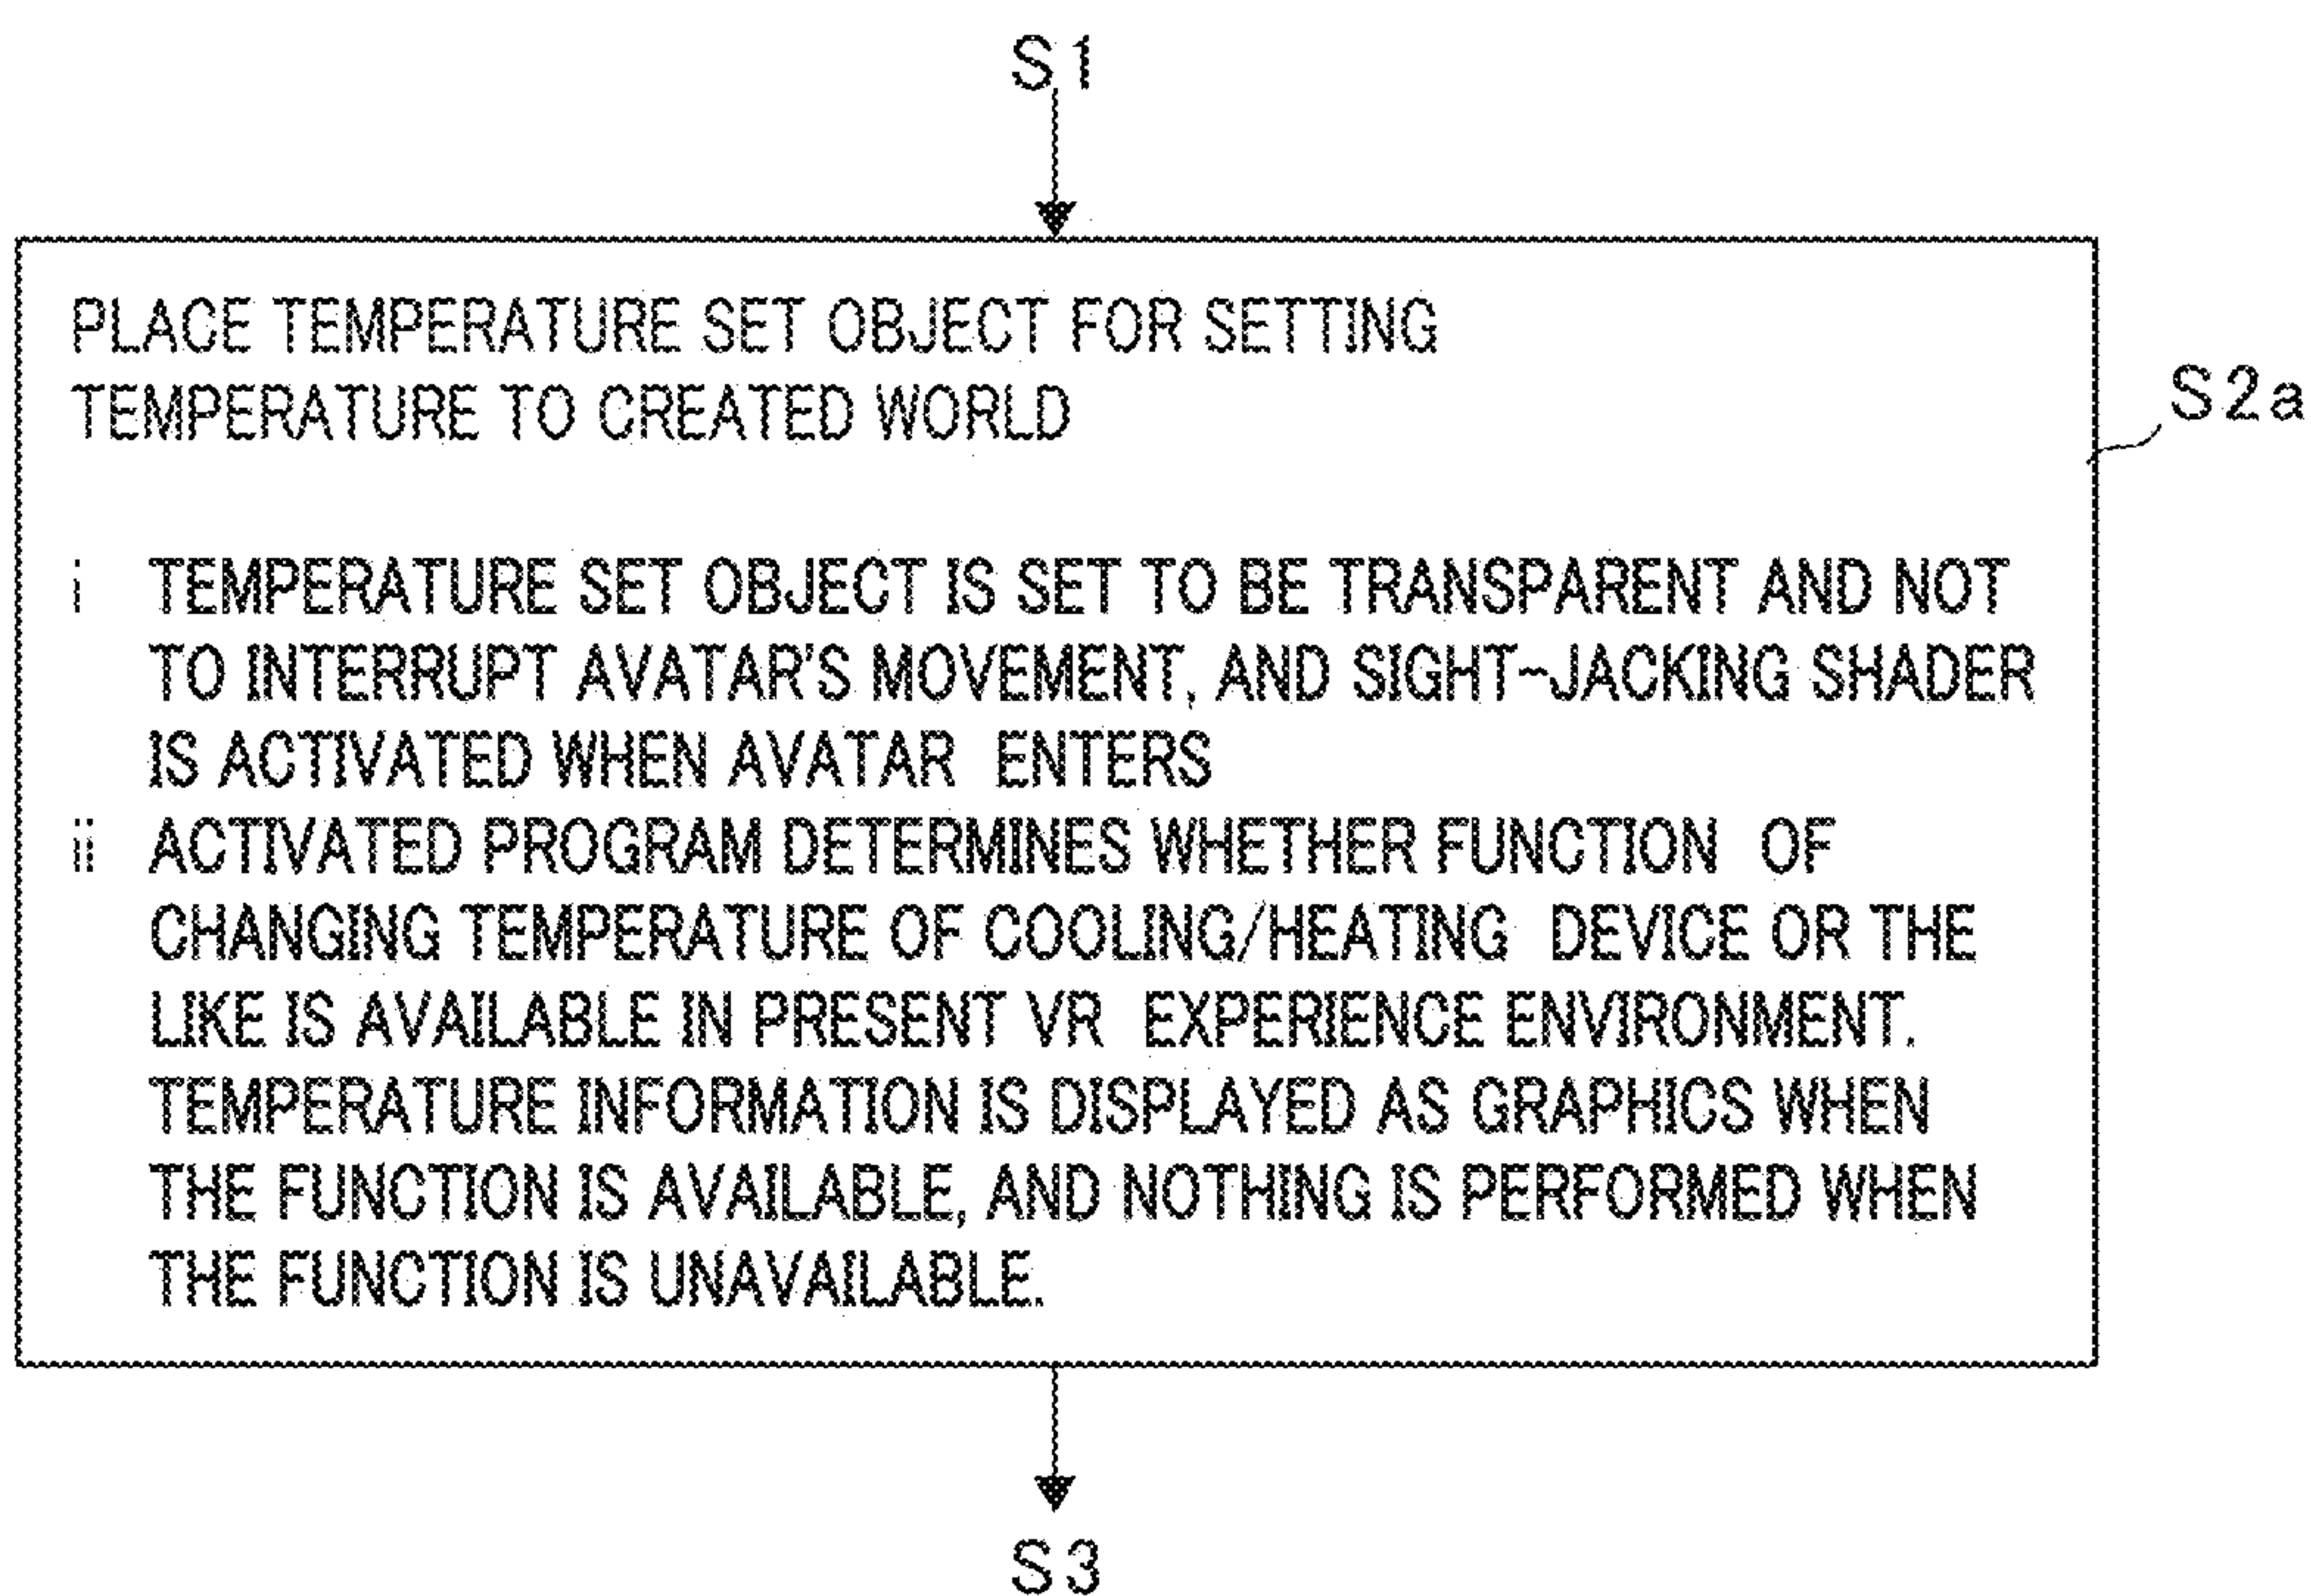 S1
PLACE TEMPERATURE SET OBJECT FOR SETTING
TEMPERATURE TO CREATED WORLD
S2a
i TEMPERATURE SET OBJECT IS SET TO BE TRANSPARENT AND NOT
TO INTERRUPT AVATAR'S MOVEMENT, AND SIGHT-JACKING SHADER
IS ACTIVATED WHEN AVATAR ENTERS
ii ACTIVATED PROGRAM DETERMINES WHETHER FUNCTION OF
CHANGING TEMPERATURE OF COOLING/HEATING DEVICE OR THE
LIKE IS AVAILABLE IN PRESENT VR EXPERIENCE ENVIRONMENT.
TEMPERATURE INFORMATION IS DISPLAYED AS GRAPHICS WHEN
THE FUNCTION IS AVAILABLE, AND NOTHING IS PERFORMED WHEN
THE FUNCTION IS UNAVAILABLE.
S3